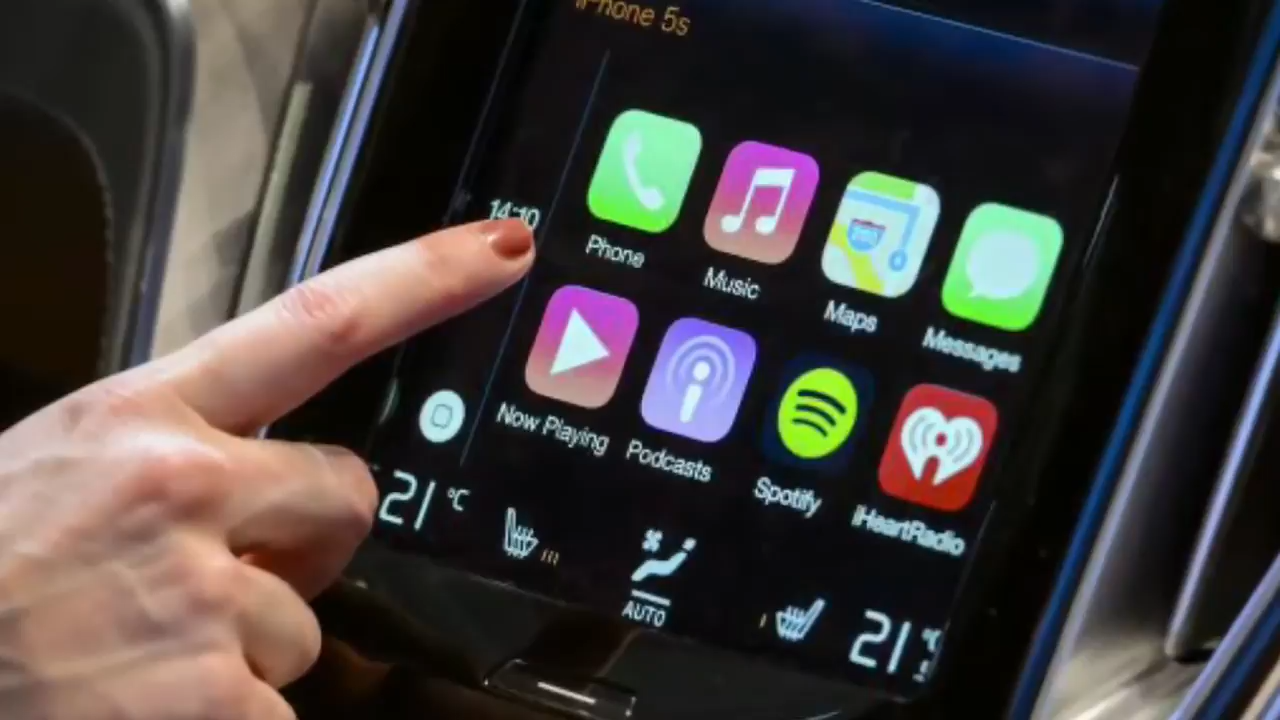 iPhone 5s
14:10
Phone
Music
Maps
Messages
Now Playing
Podcasts
Spotify
iHeartRadio
21 °C
AUTO
21 °C